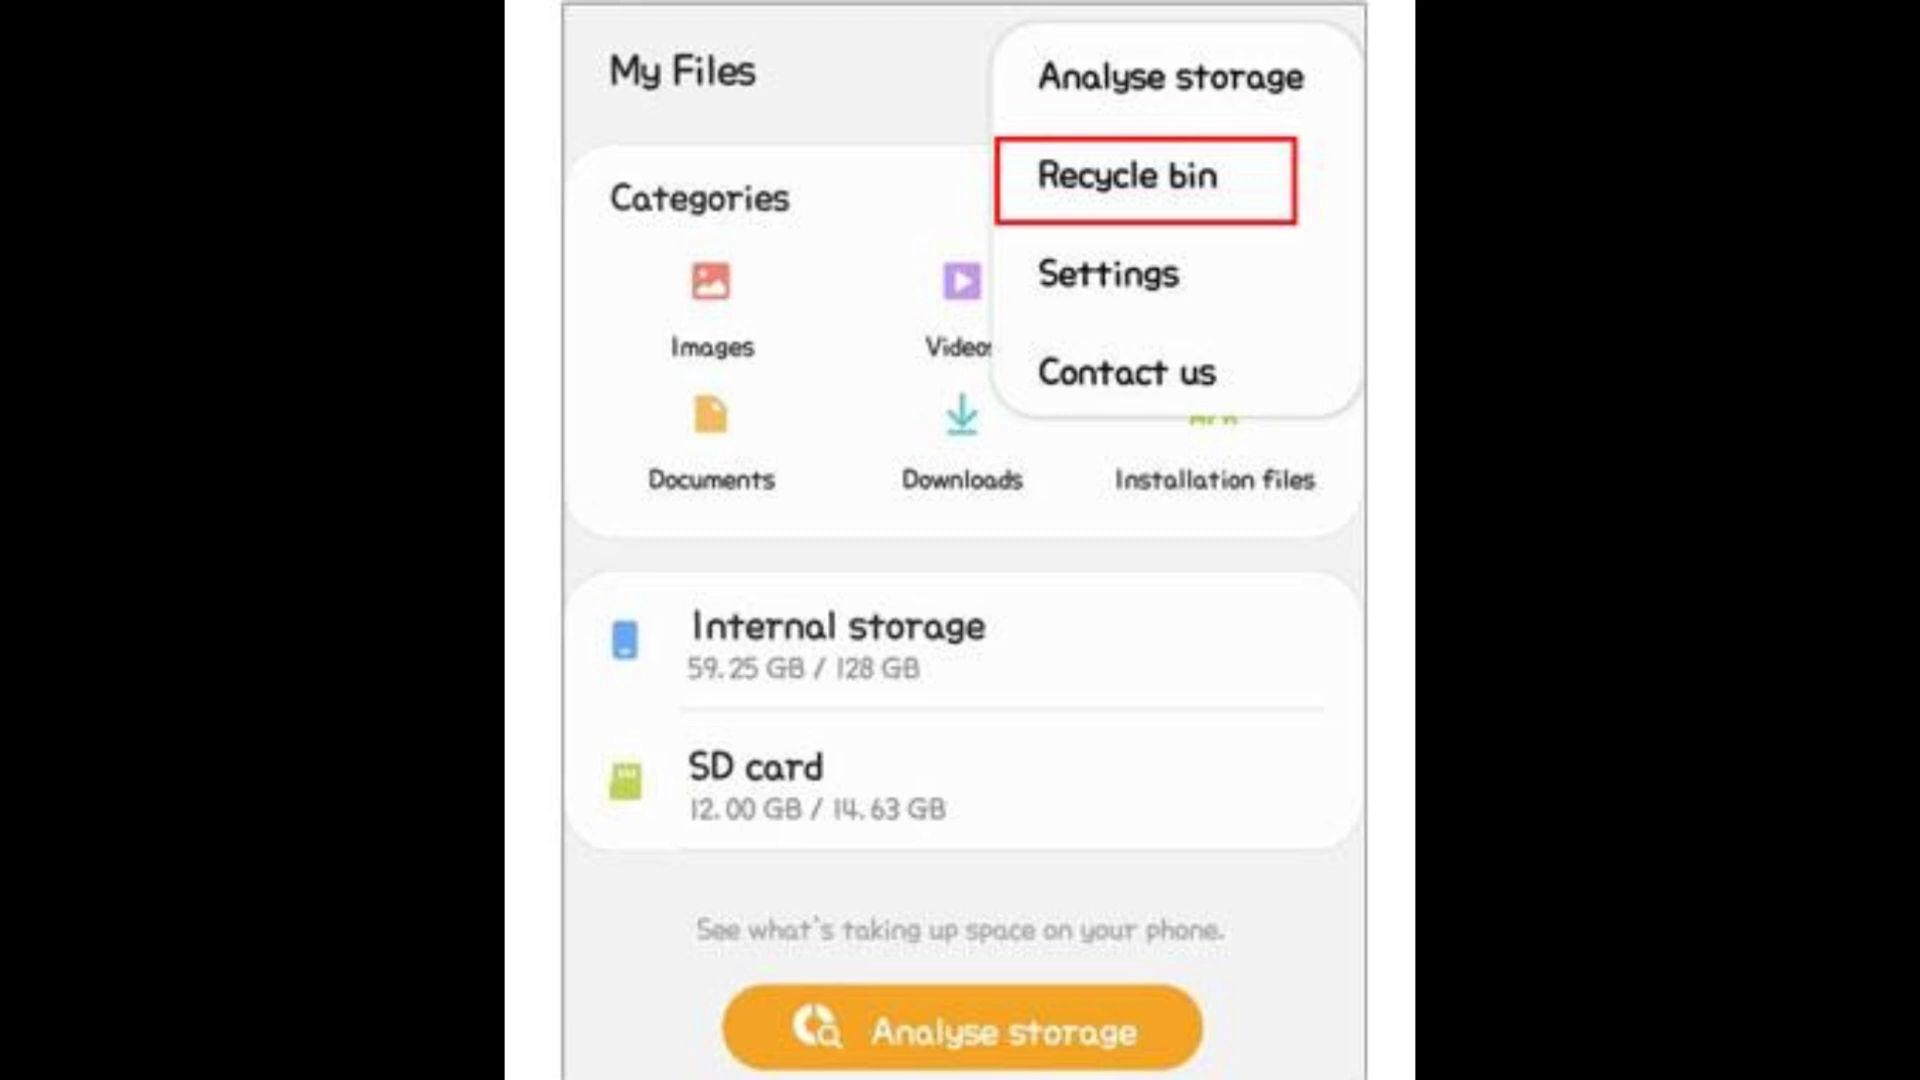 My Files
Analyse storage
Recycle bin
Settings
Contact us
Categories
Images
Documents
Downloads
Installation files
Internal storage
59.25 GB / 128 GB
SD card
12.00 GB / 14.63 GB
See what's taking up space on your phone.
Analyse storage